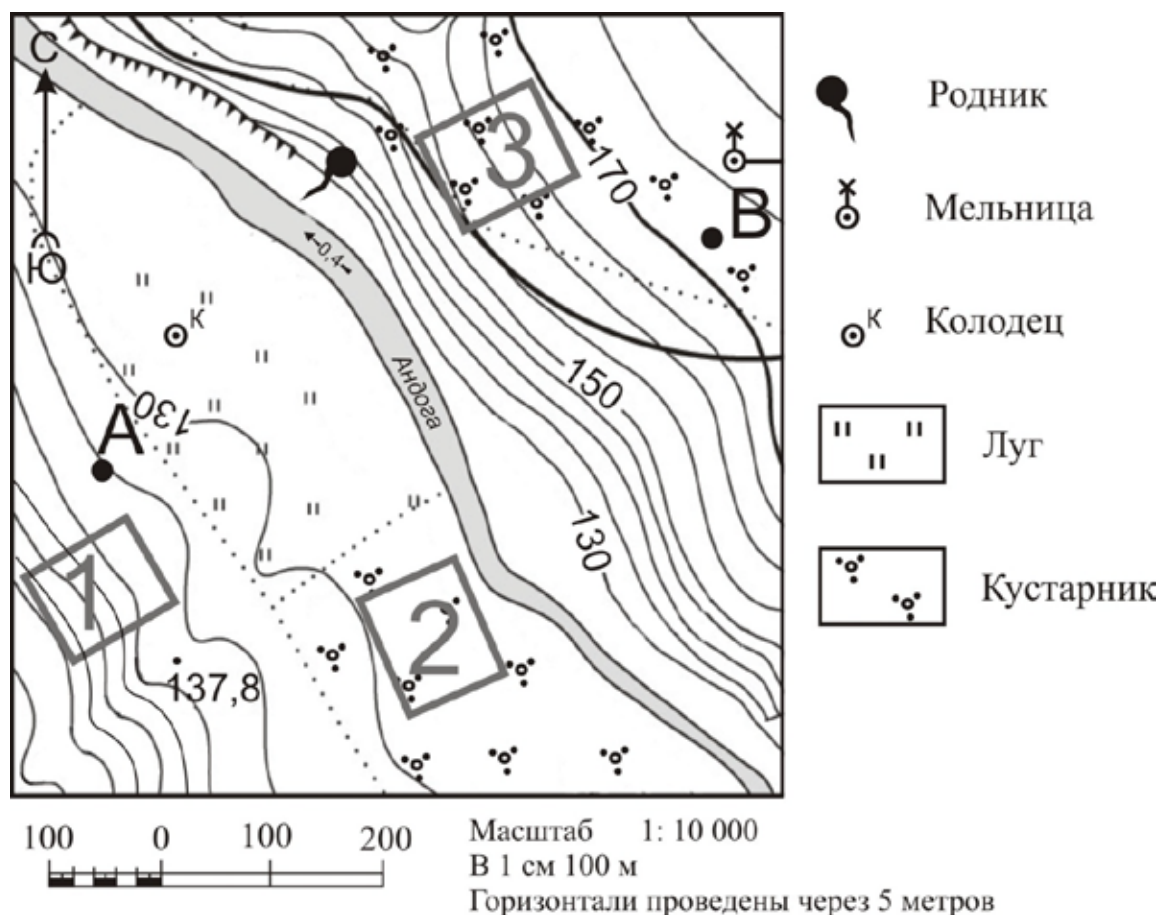 С
Ю
3
170
В
0,4
К
Андога
150
130
А
130
1
2
137,8
Родник
Мельница
К
Колодец
Луг
Кустарник
100 0 100 200
Масштаб 1: 10 000
В 1 см 100 м
Горизонтали проведены через 5 метров